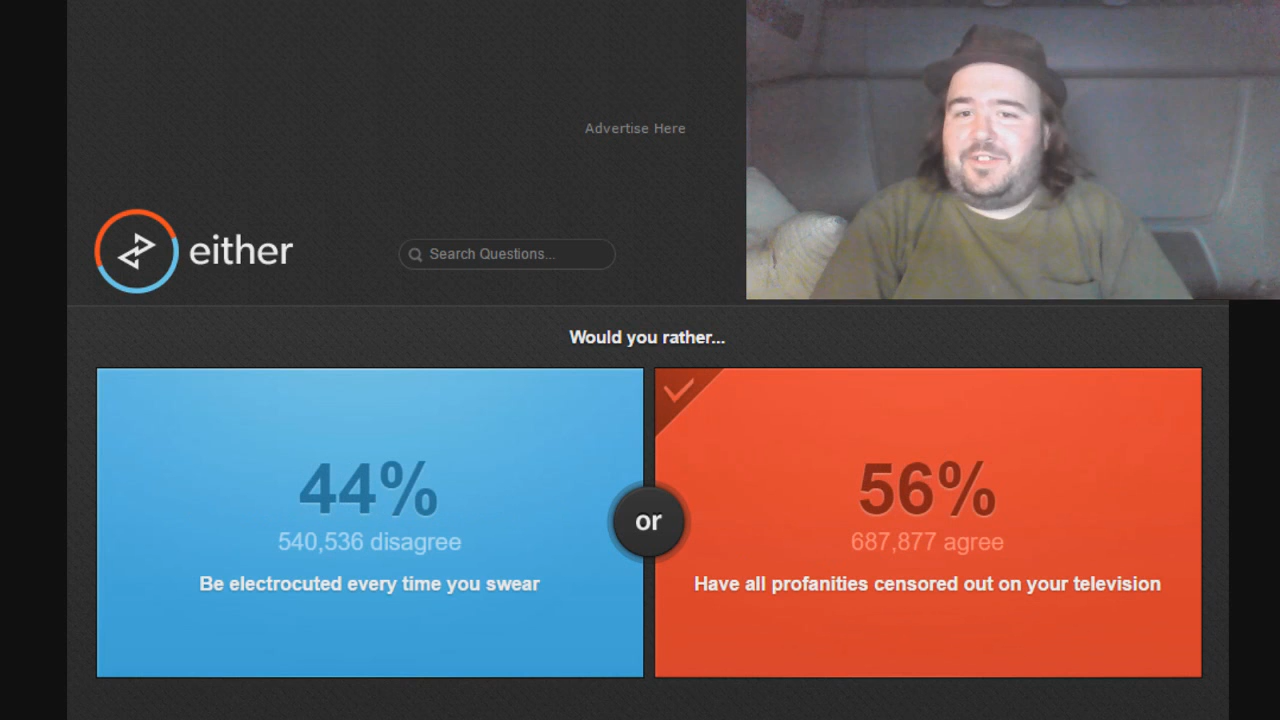 Advertise Here
either
Search Questions...
Would you rather...
44%
540,536 disagree
Be electrocuted every time you swear
or
56%
687,877 agree
Have all profanities censored out on your television